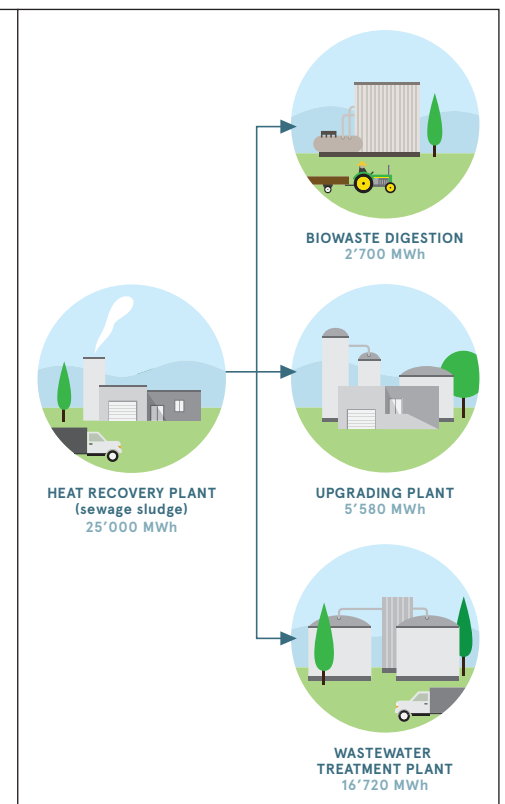 BIOWASTE DIGESTION
2’700 MWh
HEAT RECOVERY PLANT
(sewage sludge)
25’000 MWh
UPGRADING PLANT
5’580 MWh
WASTEWATER
TREATMENT PLANT
16’720 MWh